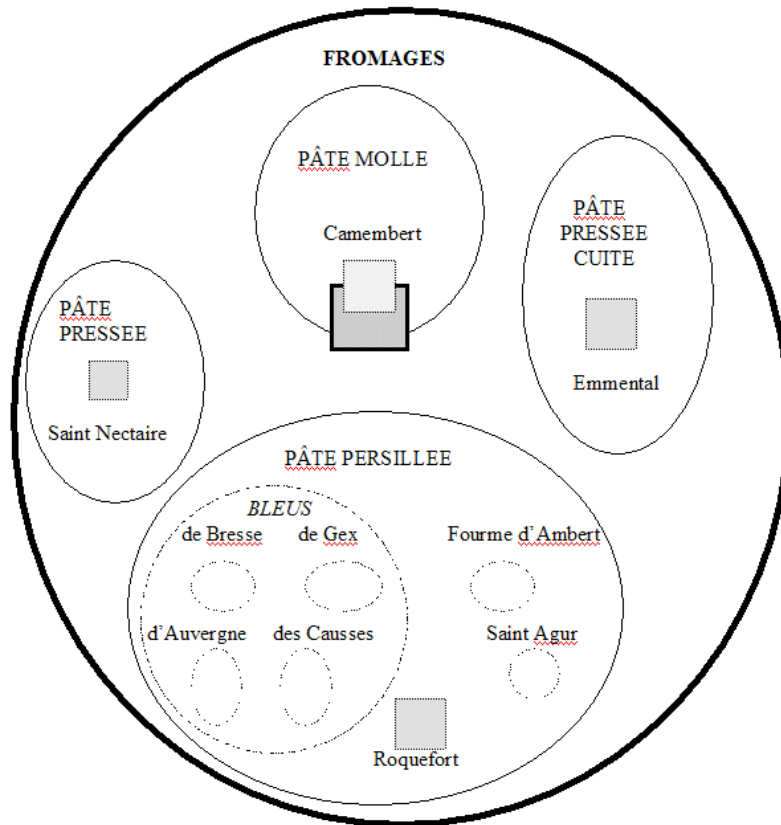 FROMAGES
PÂTE MOLLE
Camembert
PÂTE
PRESSEE
CUITE
Emmental
PÂTE
PRESSEE
Saint Nectaire
PÂTE PERSILLEE
BLEUS
de Bresse
de Gex
Fourme d'Ambert
d'Auvergne
des Causses
Saint Agur
Roquefort